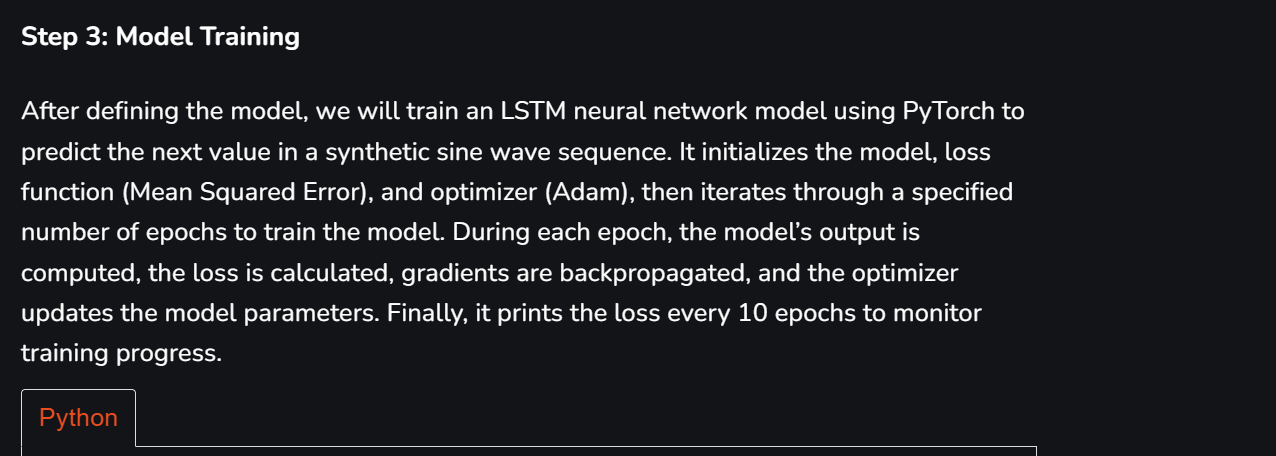 Step 3: Model Training
After defining the model, we will train an LSTM neural network model using PyTorch to
predict the next value in a synthetic sine wave sequence. It initializes the model, loss
function (Mean Squared Error), and optimizer (Adam), then iterates through a specified
number of epochs to train the model. During each epoch, the model’s output is
computed, the loss is calculated, gradients are backpropagated, and the optimizer
updates the model parameters. Finally, it prints the loss every 10 epochs to monitor
training progress.
Python